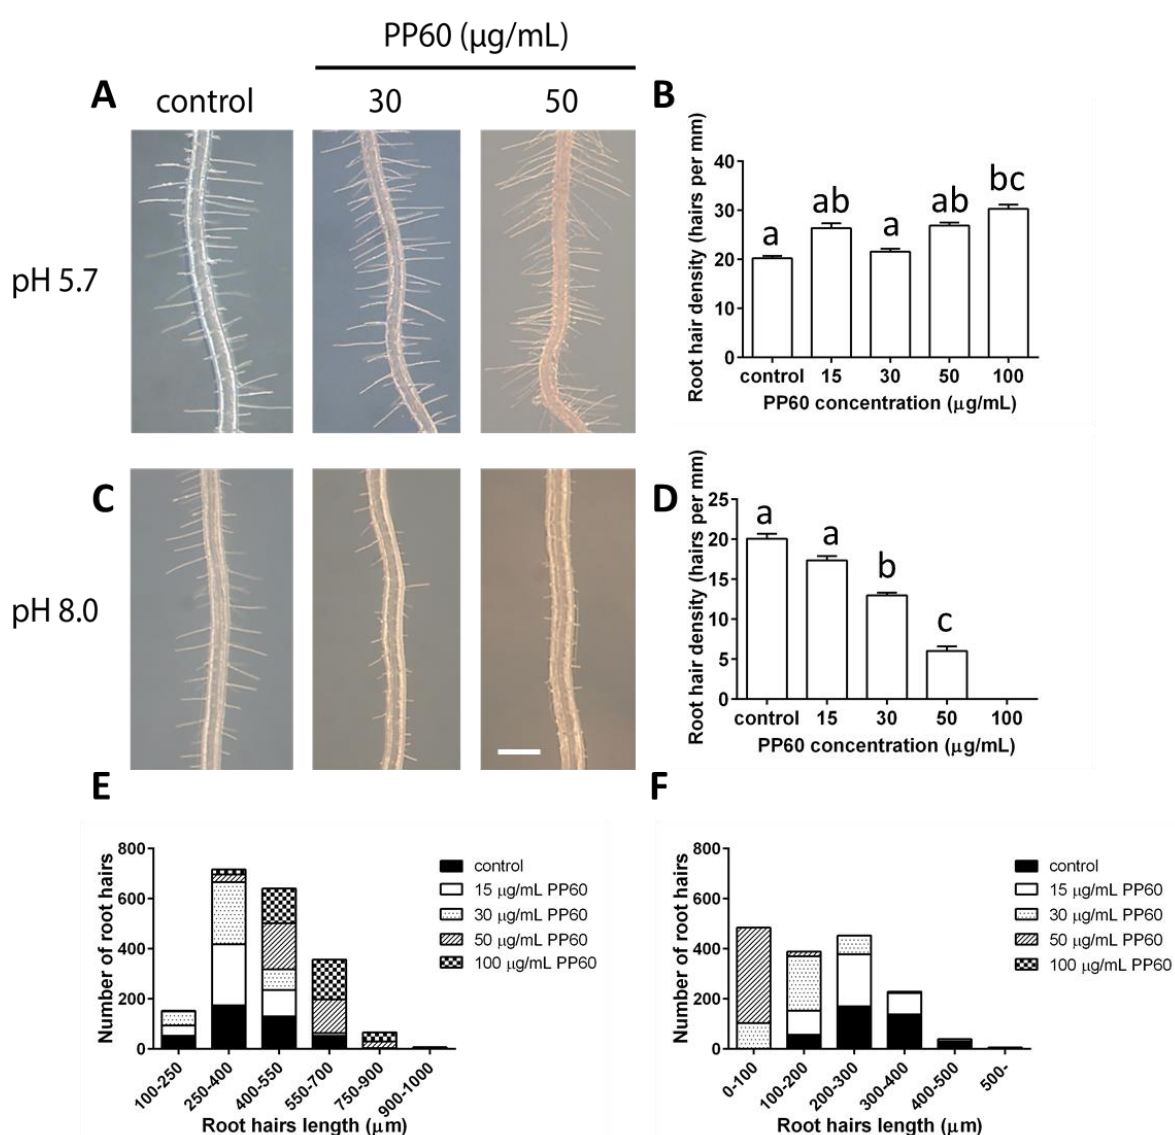 PP60 (μg/mL)
A
control
30
50
B
pH 5.7
Root hair density (hairs per mm)
40
30
20
10
0
a
ab
a
ab
bc
control 15 30 50 100
PP60 concentration (μg/mL)
C
pH 8.0
D
Root hair density (hairs per mm)
25
20
15
10
5
0
a
a
b
c
control 15 30 50 100
PP60 concentration (μg/mL)
E
Number of root hairs
800
600
400
200
0
control
15 μg/mL PP60
30 μg/mL PP60
50 μg/mL PP60
100 μg/mL PP60
100-250 250-400 400-550 550-700 750-900 900-1000
Root hairs length (μm)
F
Number of root hairs
800
600
400
200
0
control
15 μg/mL PP60
30 μg/mL PP60
50 μg/mL PP60
100 μg/mL PP60
0-100 100-200 200-300 300-400 400-500 500-
Root hairs length (μm)